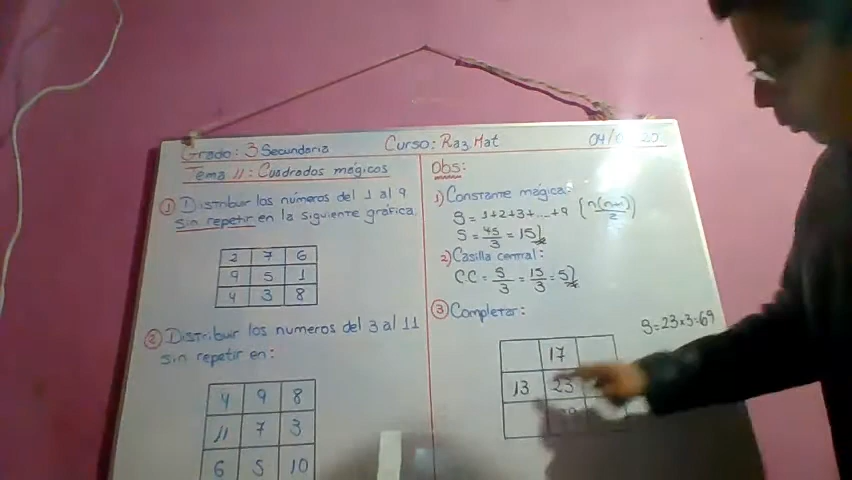 Grado: 3 Secundaria
Curso: Raz. Mat
Tema 11: Cuadrados mágicos
① Distribuir los números del 1 al 9
sin repetir en la siguiente gráfica.
2 7 6
9 5 1
4 3 8
② Distribuir los numeros del 3 al 11
sin repetir en:
4 9 8
11 7 3
6 5 10
Obs:
1) Constante mágica:
S = 1+2+3+....+9 (n(n+1)/2)
S = 45/3 = 15
2) Casilla central:
C.C = S/3 = 15/3 = 5
③ Completar:
S=23x3=69
17
13 23